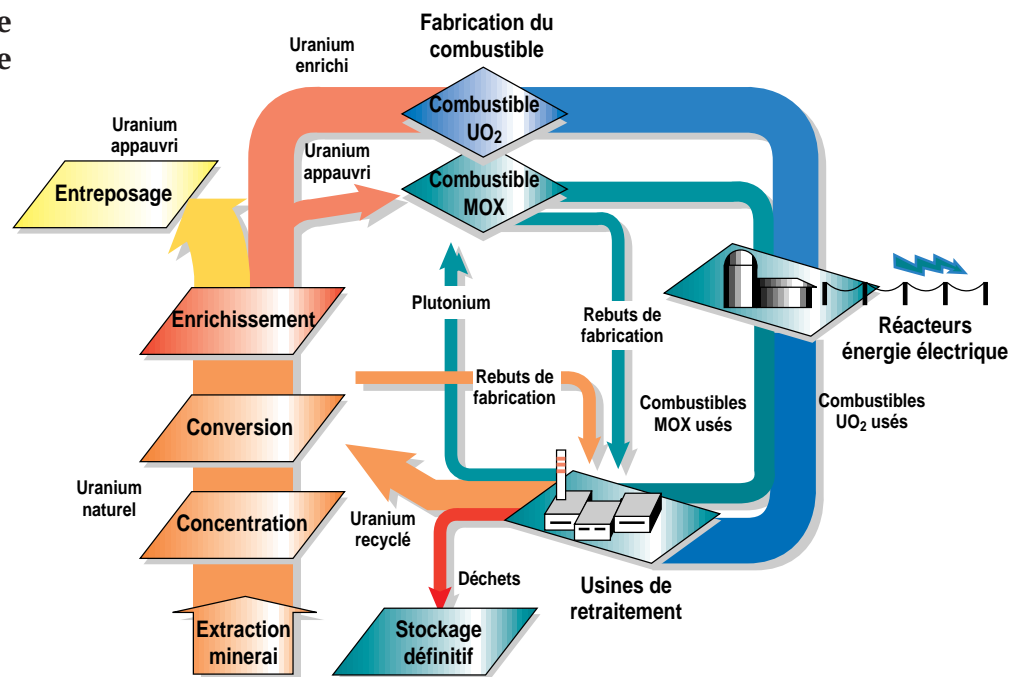 e
e
Fabrication du
combustible
Uranium
enrichi
Combustible
UO₂
Uranium
appauvri
Uranium
appauvri
Entreposage
Combustible
MOX
Enrichissement
Plutonium
Rebuts de
fabrication
Réacteurs
énergie électrique
Rebuts de
fabrication
Conversion
Combustibles
MOX usés
Combustibles
UO₂ usés
Uranium
naturel
Concentration
Uranium
recyclé
Déchets
Usines de
retraitement
Extraction
minerai
Stockage
définitif